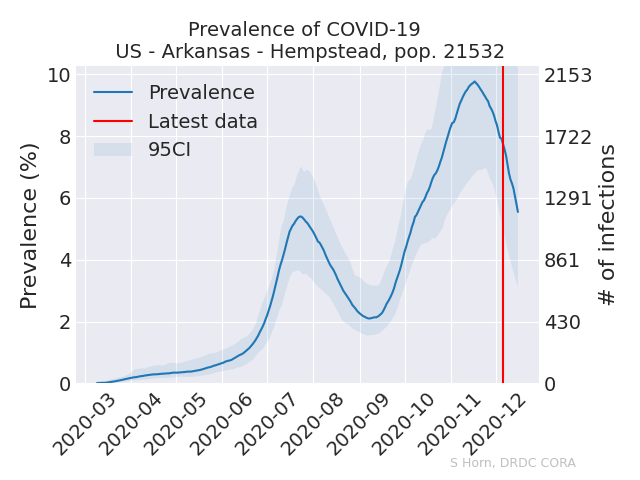 Prevalence of COVID-19
US - Arkansas - Hempstead, pop. 21532
Prevalence (%)
10
8
6
4
2
0
Prevalence
Latest data
95CI
2153
1722
1291
861
430
0
# of infections
2020-03
2020-04
2020-05
2020-06
2020-07
2020-08
2020-09
2020-10
2020-11
2020-12
S Horn, DRDC CORA